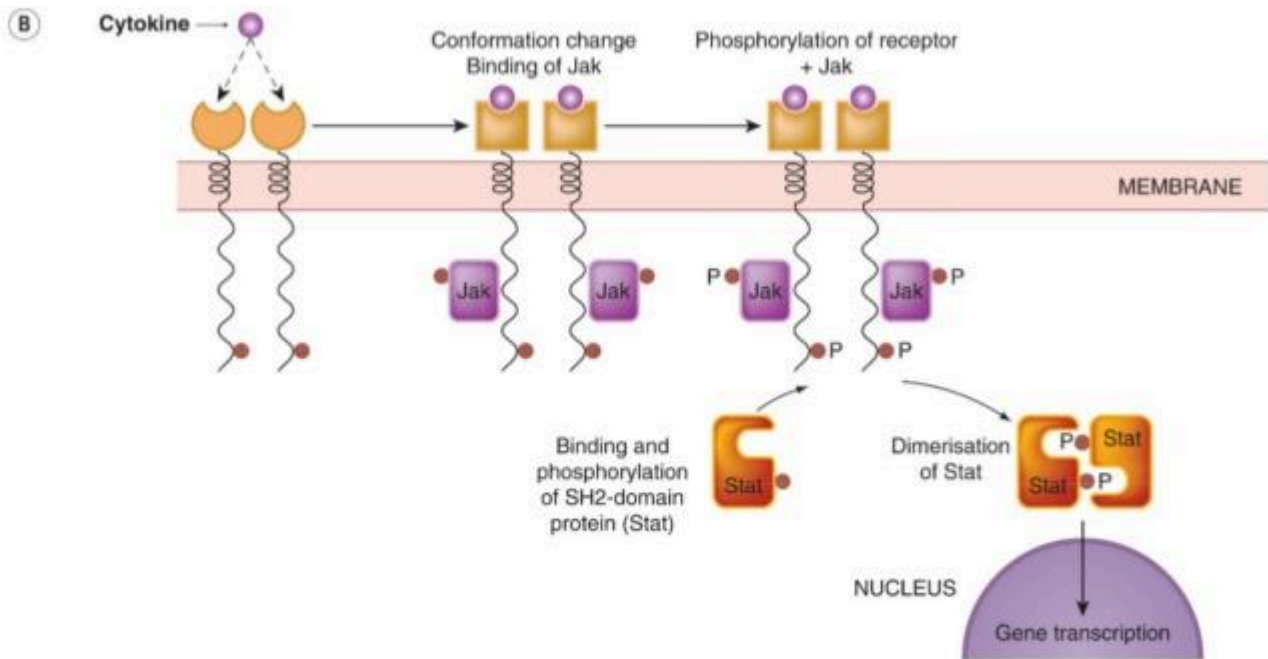 B
Cytokine
Conformation change
Binding of Jak
Phosphorylation of receptor
+ Jak
MEMBRANE
Jak
Jak
P
Jak
Jak
P
P
P
Binding and
phosphorylation
of SH2-domain
protein (Stat)
Stat
Dimerisation
of Stat
P
Stat
Stat
P
NUCLEUS
Gene transcription